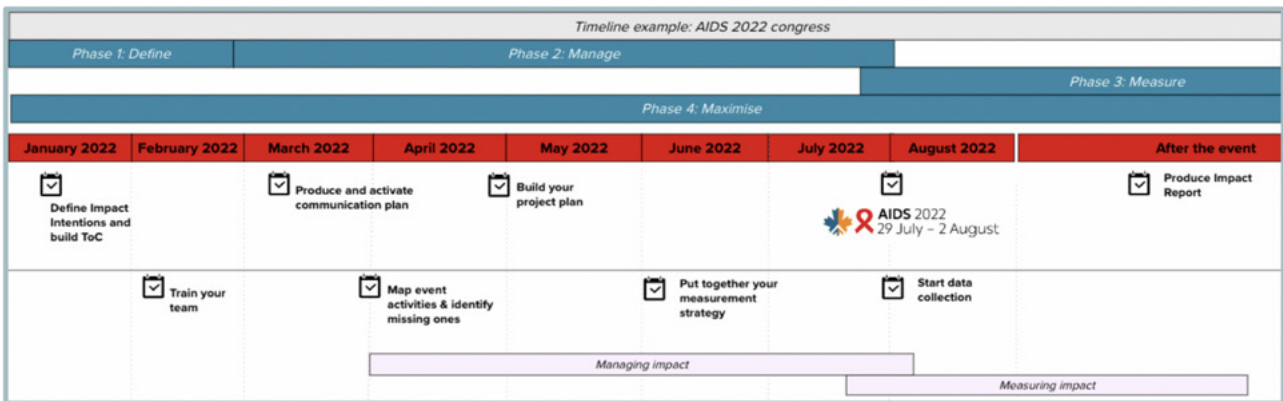 Timeline example: AIDS 2022 congress
Phase 1: Define
Phase 2: Manage
Phase 3: Measure
Phase 4: Maximise
January 2022
February 2022
March 2022
April 2022
May 2022
June 2022
July 2022
August 2022
After the event
Define Impact
Intentions and
build ToC
Produce and activate
communication plan
Build your
project plan
AIDS 2022
29 July – 2 August
Produce Impact
Report
Train your
team
Map event
activities & identify
missing ones
Put together your
measurement
strategy
Start data
collection
Managing impact
Measuring impact